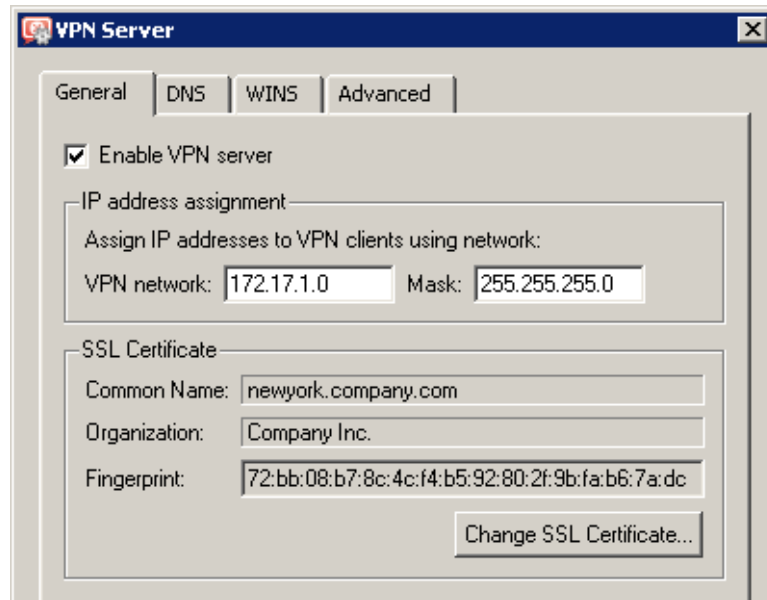 VPN Server
General DNS WINS Advanced
Enable VPN server
IP address assignment
Assign IP addresses to VPN clients using network:
VPN network: 172.17.1.0 Mask: 255.255.255.0
SSL Certificate
Common Name: newyork.company.com
Organization: Company Inc.
Fingerprint: 72:bb:08:b7:8c:4c:f4:b5:92:80:2f:9b:fa:b6:7a:dc
Change SSL Certificate...